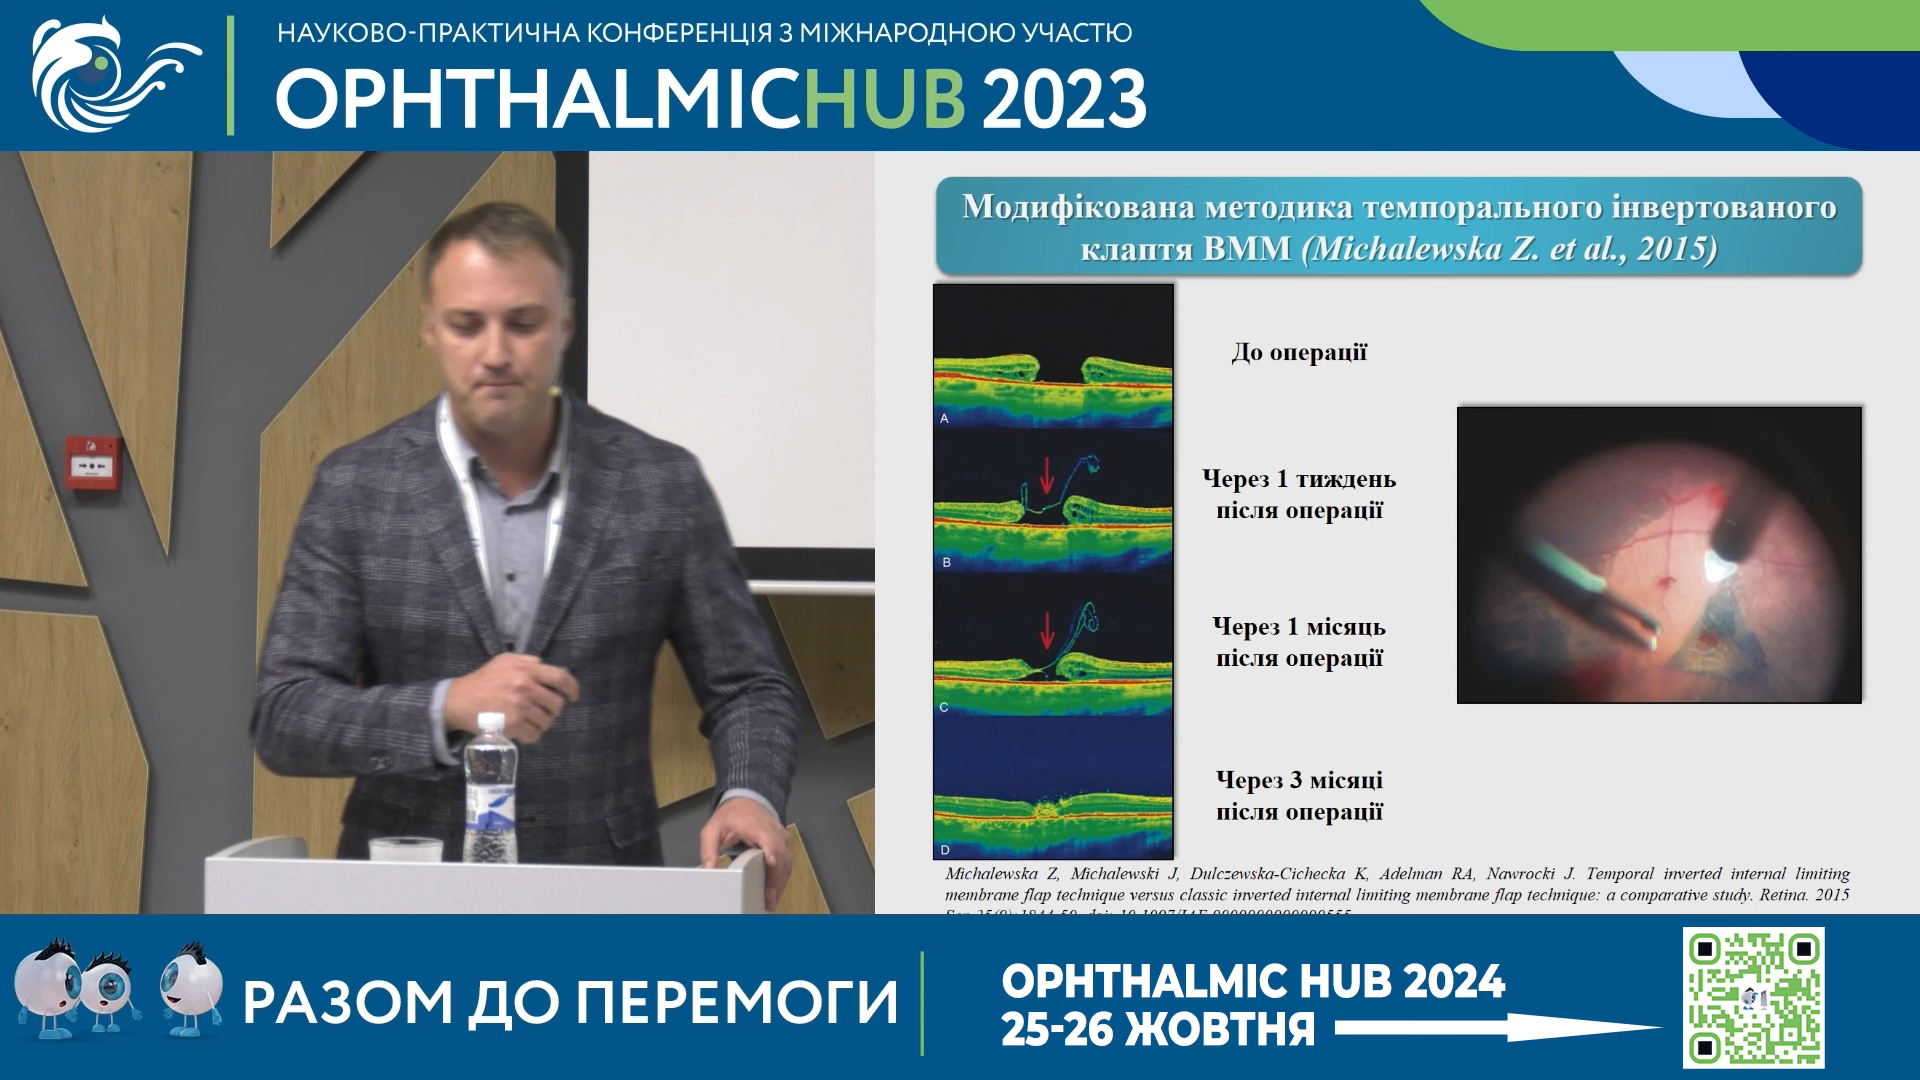 НАУКОВО-ПРАКТИЧНА КОНФЕРЕНЦІЯ З МІЖНАРОДНОЮ УЧАСТЮ
OPHTHALMICHUB 2023
Модифікована методика темпорального інвертованого
клаптя ВММ (Michalewska Z. et al., 2015)
До операції
A
Через 1 тиждень
після операції
B
Через 1 місяць
після операції
C
Через 3 місяці
після операції
D
Michalewska Z, Michalewski J, Dulczewska-Cichecka K, Adelman RA, Nawrocki J. Temporal inverted internal limiting
membrane flap technique versus classic inverted internal limiting membrane flap technique: a comparative study. Retina. 2015
РАЗОМ ДО ПЕРЕМОГИ
OPHTHALMIC HUB 2024
25-26 ЖОВТНЯ